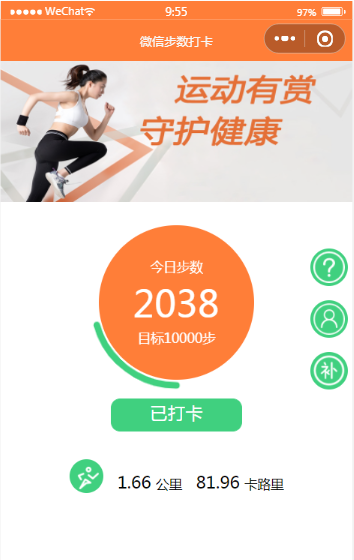 WeChat 9:55 97%
微信步数打卡
运动有赏
守护健康
今日步数
2038
目标10000步
补
已打卡
1.66 公里 81.96 卡路里